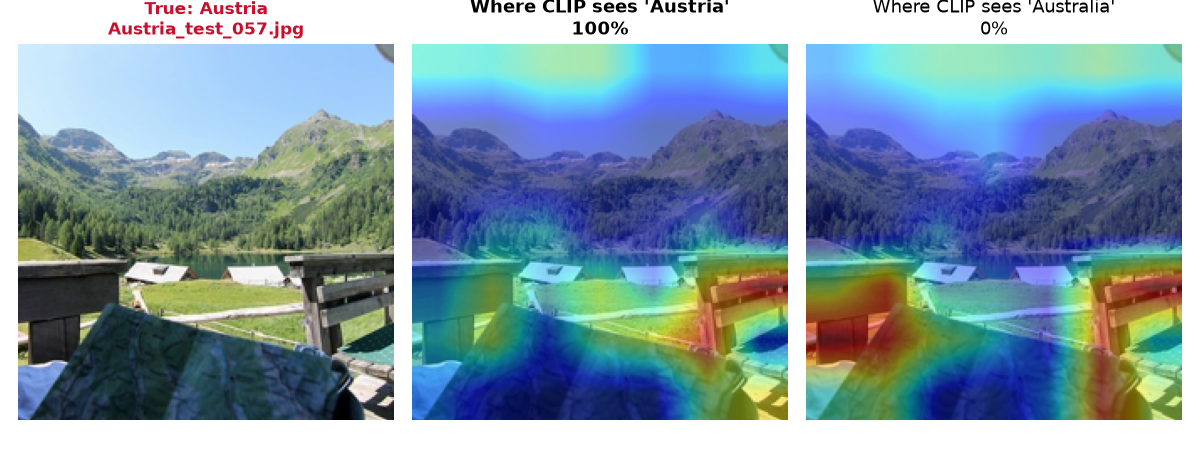 True: Austria
Austria_test_057.jpg
Where CLIP sees 'Austria'
100%
Where CLIP sees 'Australia'
0%